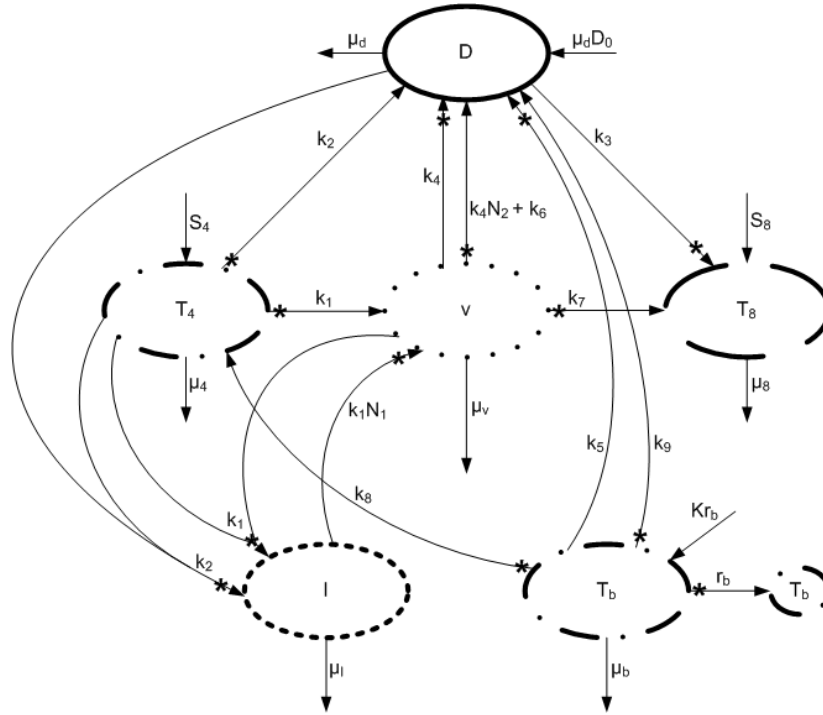 μd
D
μdD0
k2
k3
k4
k4N2 + k6
S4
S8
T4
k1
v
k7
T8
μ4
k1N1
μv
μ8
k5
k9
k8
k1
k2
Krb
I
Tb
rb
Tb
μI
μb